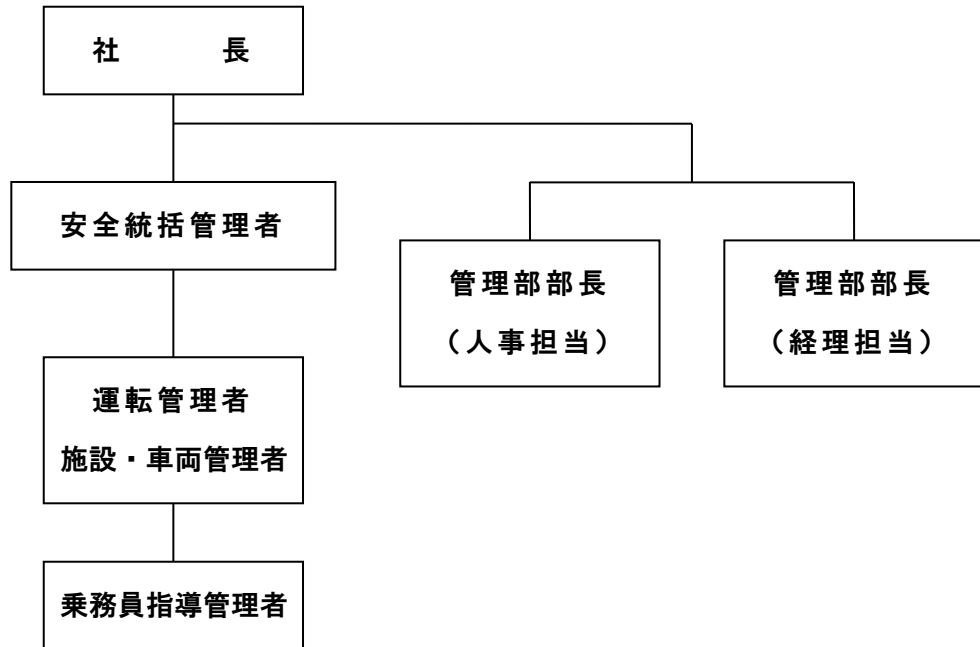 社　　　長
安全統括管理者
管理部部長
（人事担当）
管理部部長
（経理担当）
運転管理者
施設・車両管理者
乗務員指導管理者